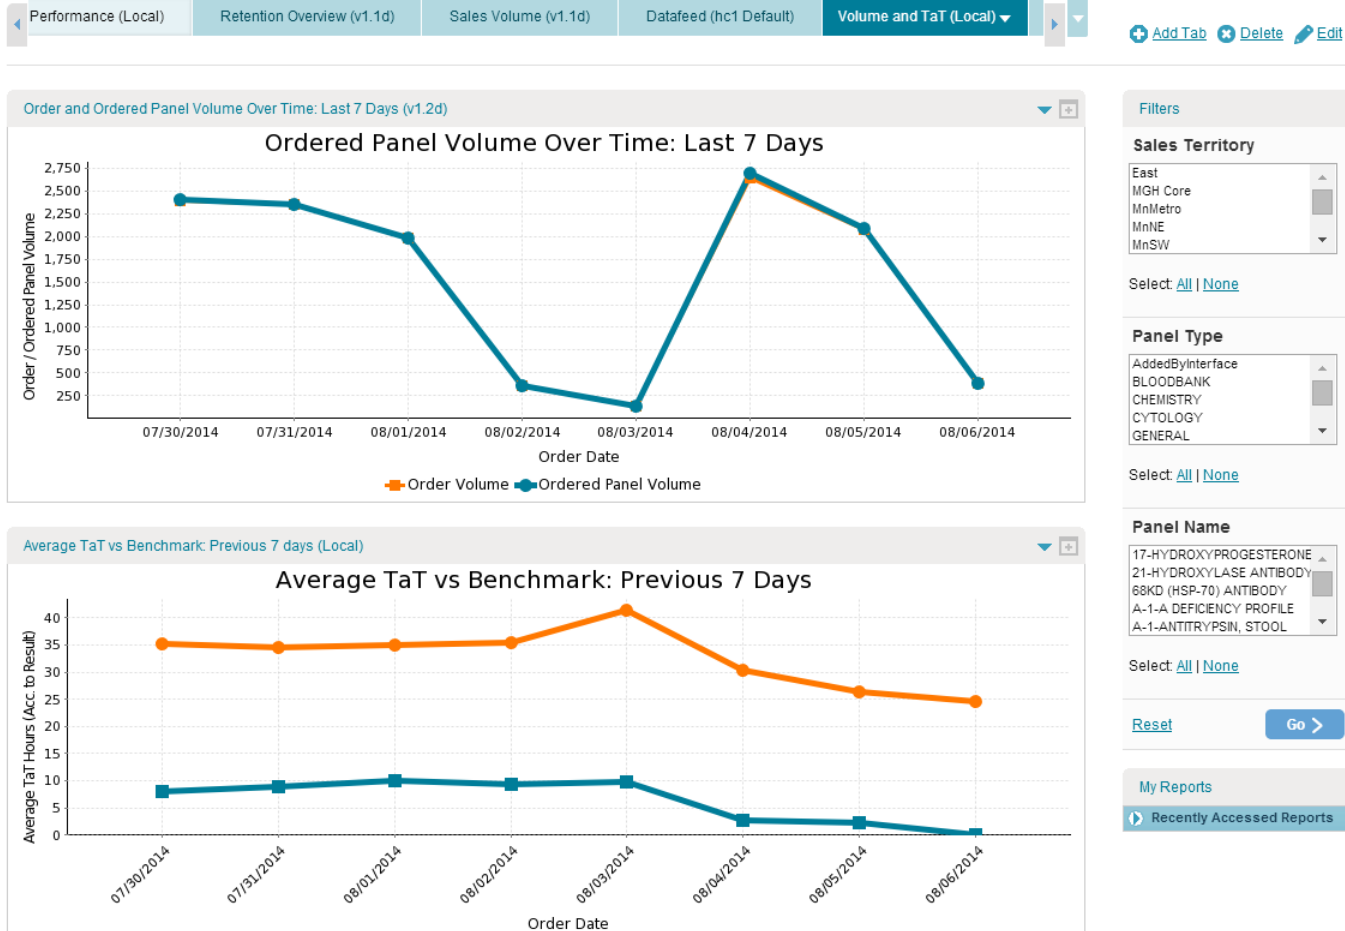 Performance (Local)
Retention Overview (v1.1d)
Sales Volume (v1.1d)
Datafeed (hc1 Default)
Volume and TaT (Local)
Add Tab
Delete
Edit
Order and Ordered Panel Volume Over Time: Last 7 Days (v1.2d)
Ordered Panel Volume Over Time: Last 7 Days
Order / Ordered Panel Volume
2,750
2,500
2,250
2,000
1,750
1,500
1,250
1,000
750
500
250
07/30/2014 07/31/2014 08/01/2014 08/02/2014 08/03/2014 08/04/2014 08/05/2014 08/06/2014
Order Date
Order Volume Ordered Panel Volume
Average TaT vs Benchmark: Previous 7 days (Local)
Average TaT vs Benchmark: Previous 7 Days
Average TaT Hours (Acc. to Result)
40
35
30
25
20
15
10
5
0
07/30/2014 07/31/2014 08/01/2014 08/02/2014 08/03/2014 08/04/2014 08/05/2014 08/06/2014
Order Date
Filters
Sales Territory
East
MGH Core
MnMetro
MnNE
MnSW
Select: All | None
Panel Type
AddedByInterface
BLOODBANK
CHEMISTRY
CYTOLOGY
GENERAL
Select: All | None
Panel Name
17-HYDROXYPROGESTERONE
21-HYDROXYLASE ANTIBODY
68KD (HSP-70) ANTIBODY
A-1-A DEFICIENCY PROFILE
A-1-ANTITRYPSIN, STOOL
Select: All | None
Reset
Go
My Reports
Recently Accessed Reports